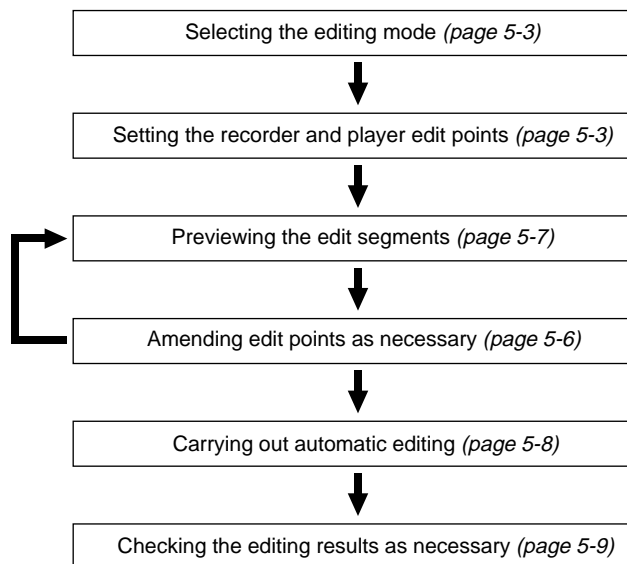 Selecting the editing mode (page 5-3)
Setting the recorder and player edit points (page 5-3)
Previewing the edit segments (page 5-7)
Amending edit points as necessary (page 5-6)
Carrying out automatic editing (page 5-8)
Checking the editing results as necessary (page 5-9)